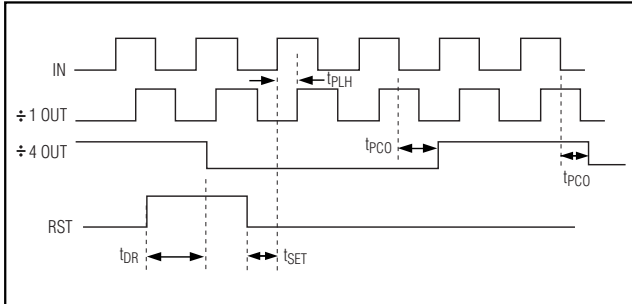 IN
tPLH
÷1 OUT
÷4 OUT
tPCO
tPCO
RST
tDR
tSET